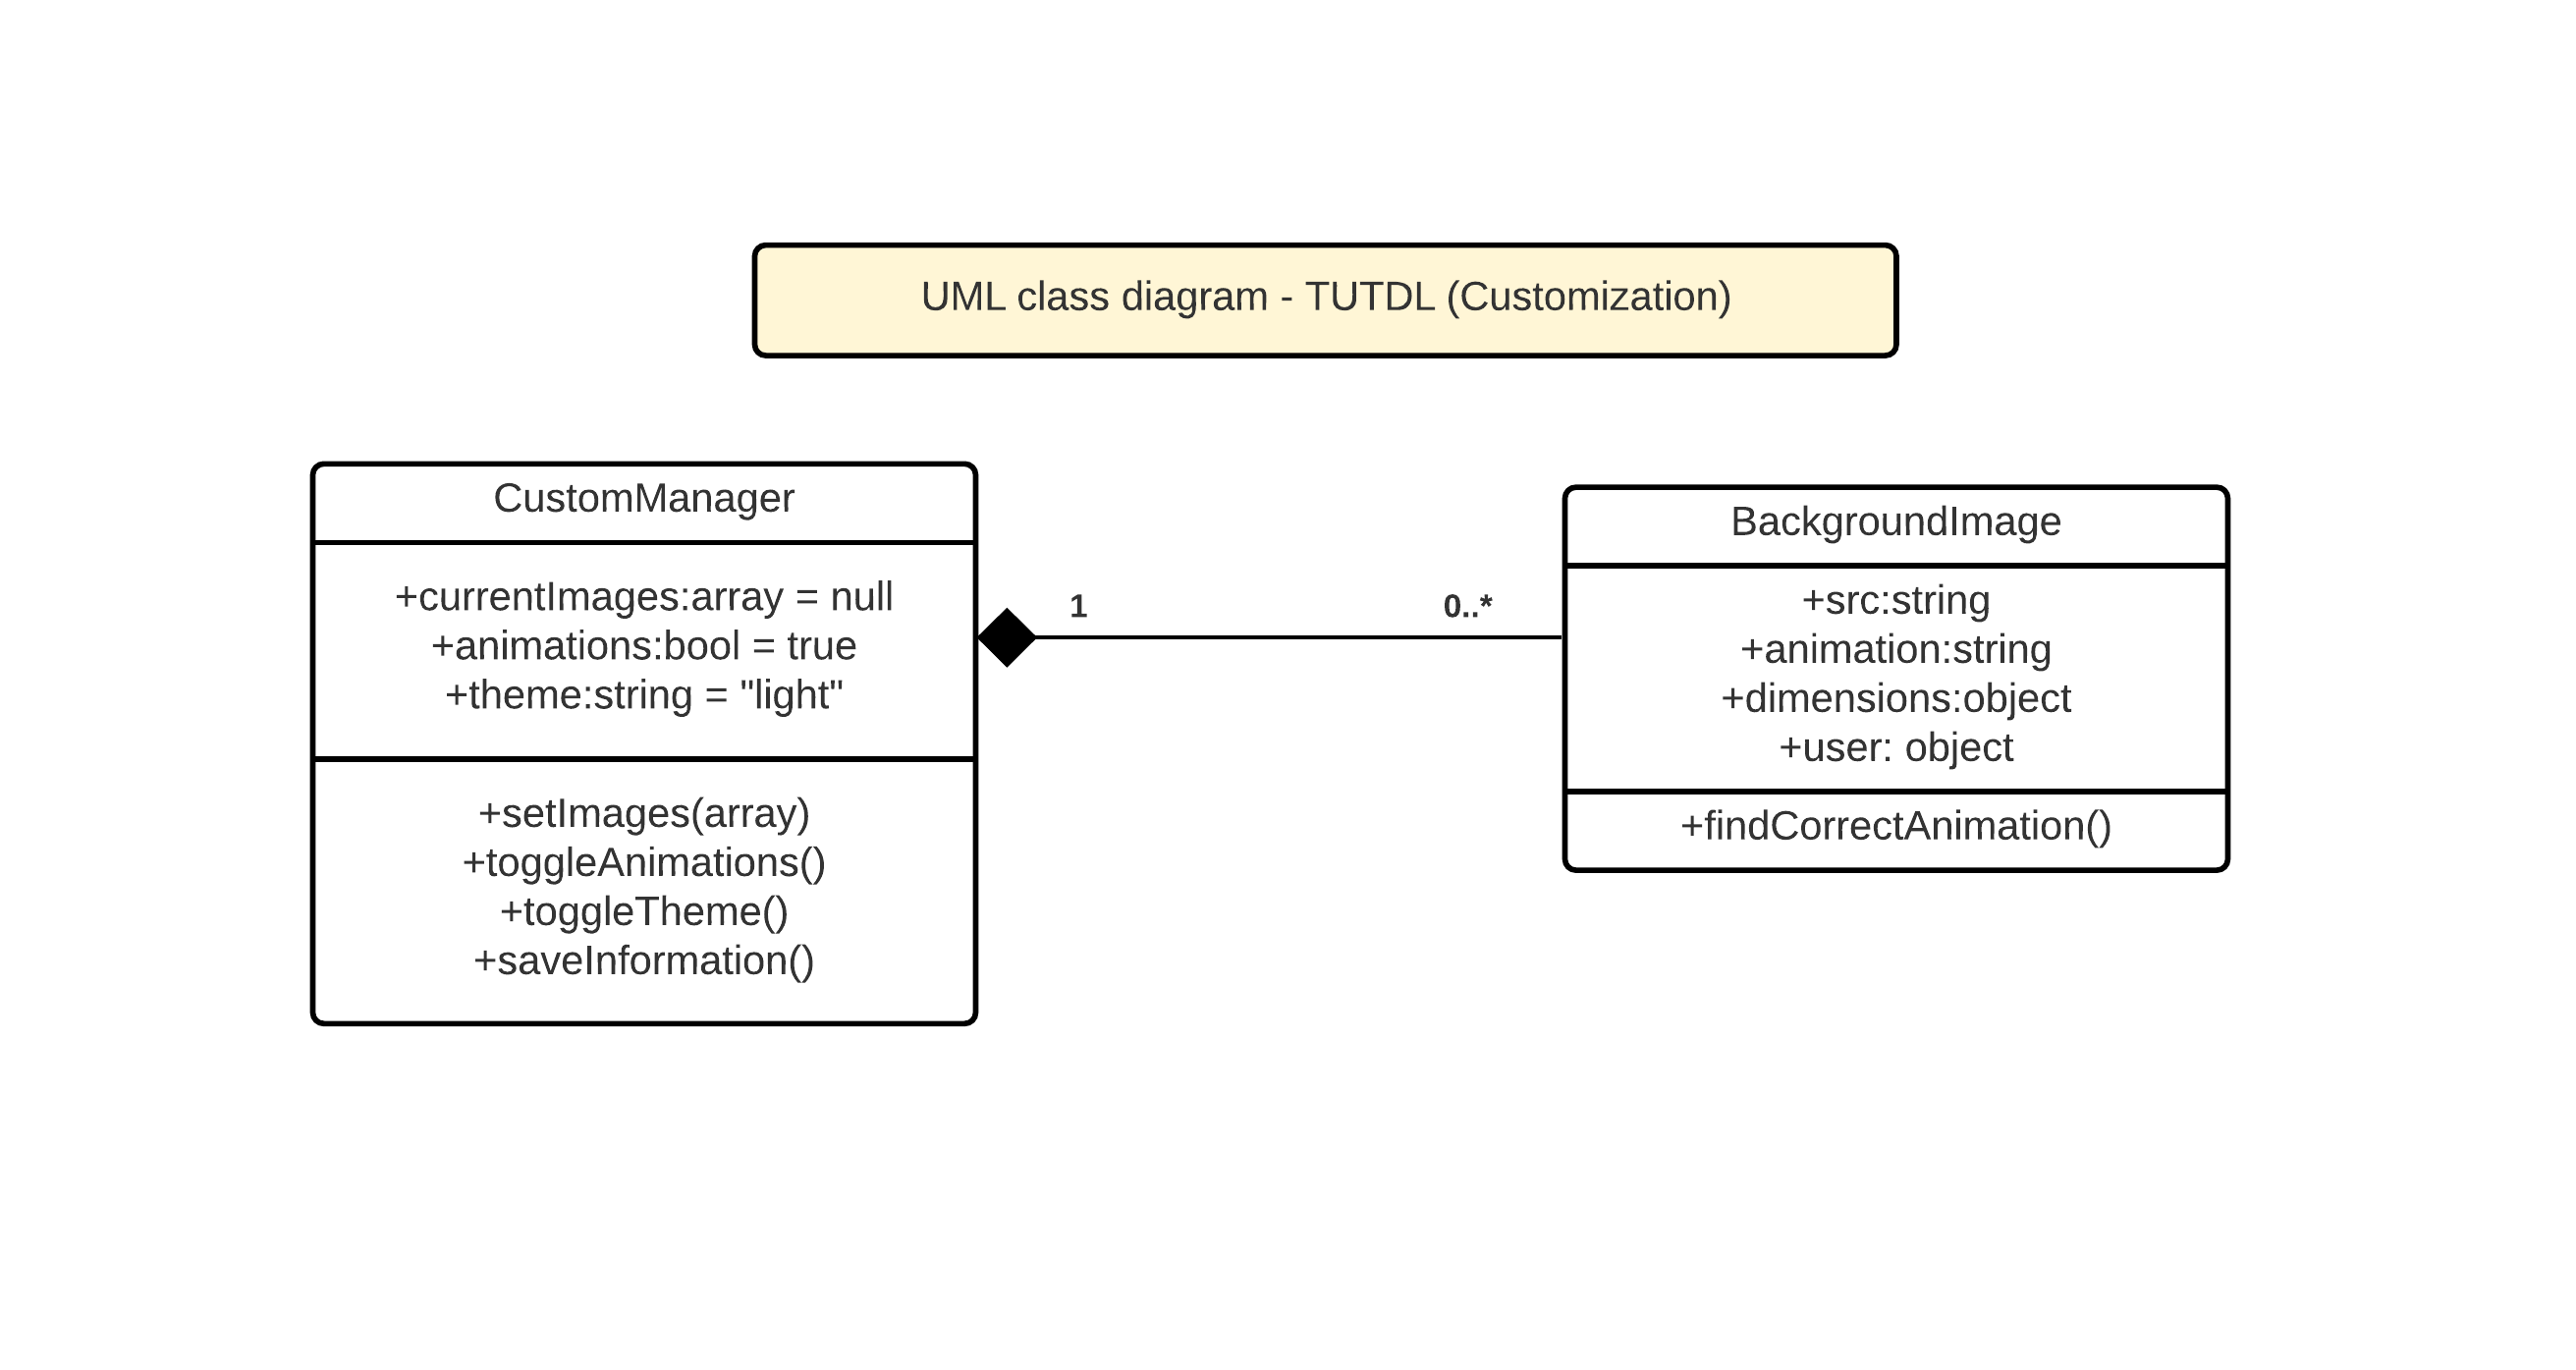 UML class diagram - TUTDL (Customization)
CustomManager
+currentImages:array = null
+animations:bool = true
+theme:string = "light"
+setImages(array)
+toggleAnimations()
+toggleTheme()
+saveInformation()
1
0..*
BackgroundImage
+src:string
+animation:string
+dimensions:object
+user: object
+findCorrectAnimation()